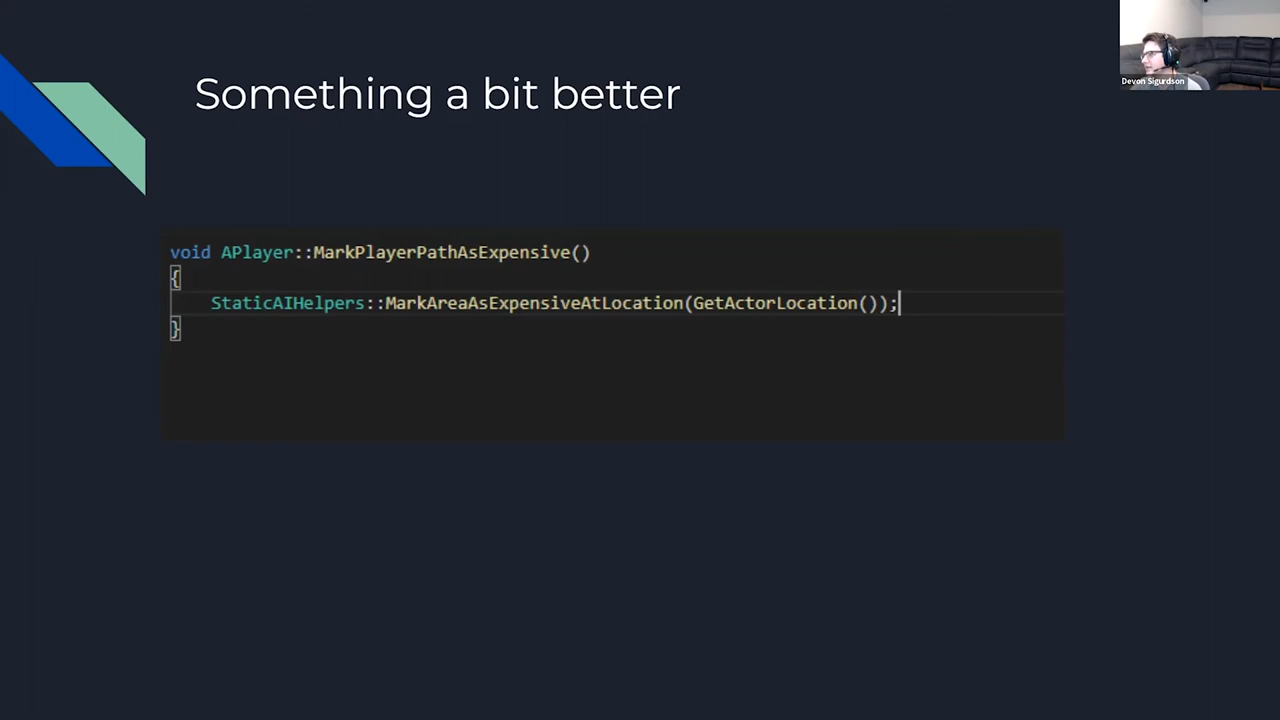 Devon Sigurdson
Something a bit better
void APlayer::MarkPlayerPathAsExpensive()
{
StaticAIHelpers::MarkAreaAsExpensiveAtLocation(GetActorLocation());
}